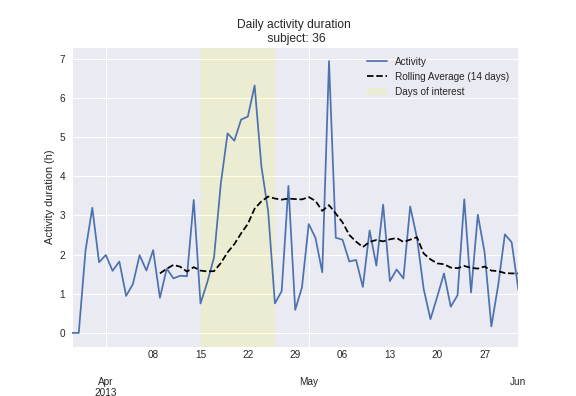 Daily activity duration
subject: 36
Activity
Rolling Average (14 days)
Days of interest
Activity duration (h)
7
6
5
4
3
2
1
0
08 15 22 29 06 13 20 27
Apr May Jun
2013